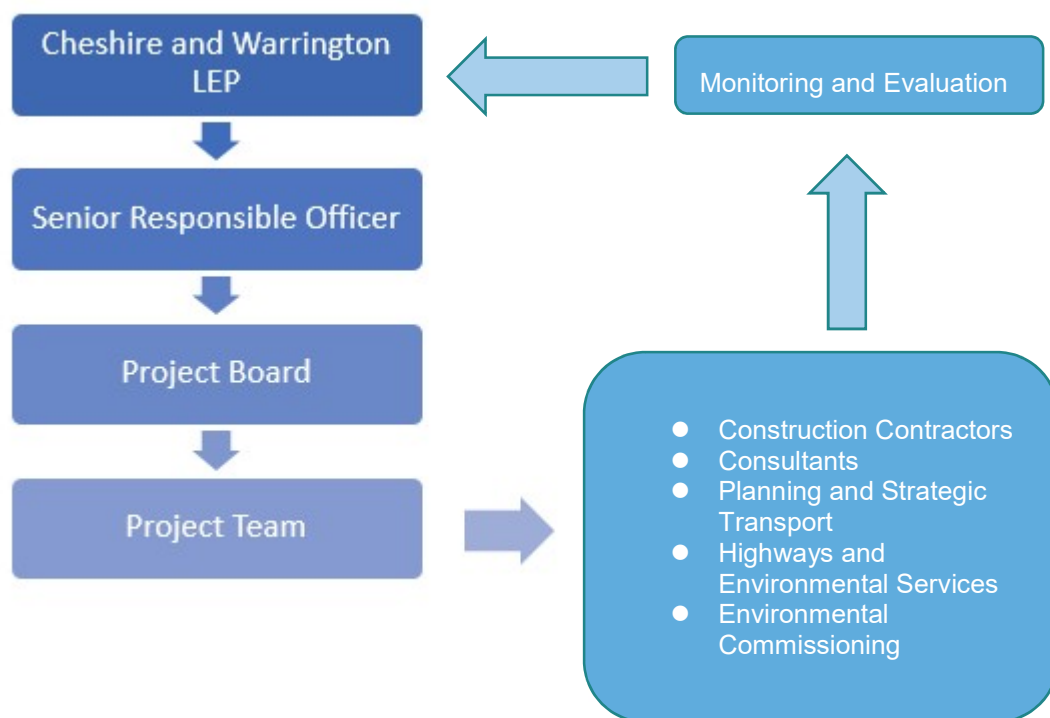 Cheshire and Warrington
LEP
Senior Responsible Officer
Project Board
Project Team
Monitoring and Evaluation
● Construction Contractors
● Consultants
● Planning and Strategic
Transport
● Highways and
Environmental Services
● Environmental
Commissioning